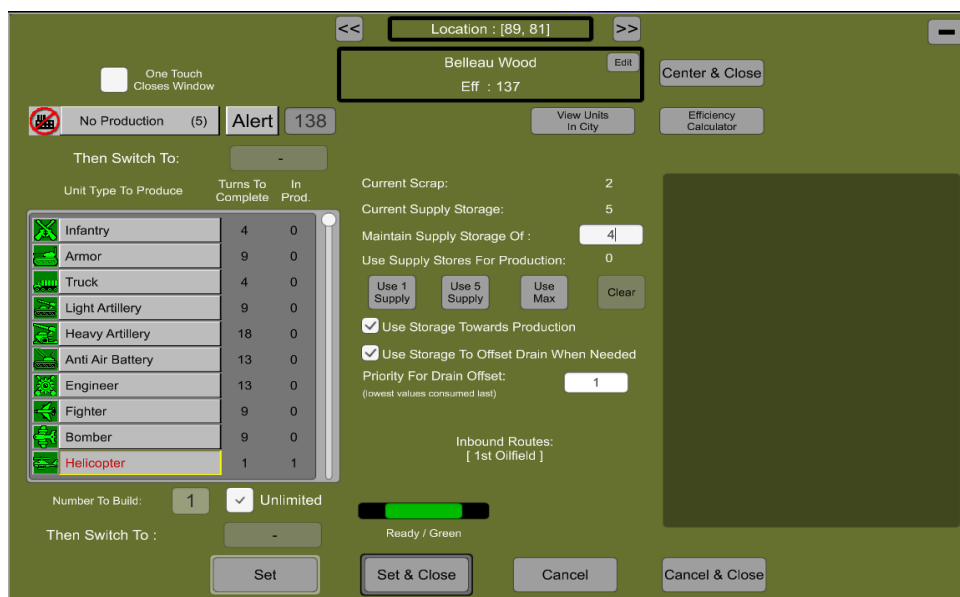 << Location : [89, 81] >>
Belleau Wood Edit
Eff : 137
Center & Close
One Touch
Closes Window
No Production (5) Alert 138
View Units
In City
Efficiency
Calculator
Then Switch To: -
Unit Type To Produce
Turns To
Complete
In
Prod.
Infantry 4 0
Armor 9 0
Truck 4 0
Light Artillery 9 0
Heavy Artillery 18 0
Anti Air Battery 13 0
Engineer 13 0
Fighter 9 0
Bomber 9 0
Helicopter 1 1
Number To Build: 1 Unlimited
Then Switch To : -
Current Scrap: 2
Current Supply Storage: 5
Maintain Supply Storage Of : 4
Use Supply Stores For Production: 0
Use 1
Supply
Use 5
Supply
Use
Max
Clear
Use Storage Towards Production
Use Storage To Offset Drain When Needed
Priority For Drain Offset: 1
(lowest values consumed last)
Inbound Routes:
[ 1st Oilfield ]
Ready / Green
Set
Set & Close
Cancel
Cancel & Close